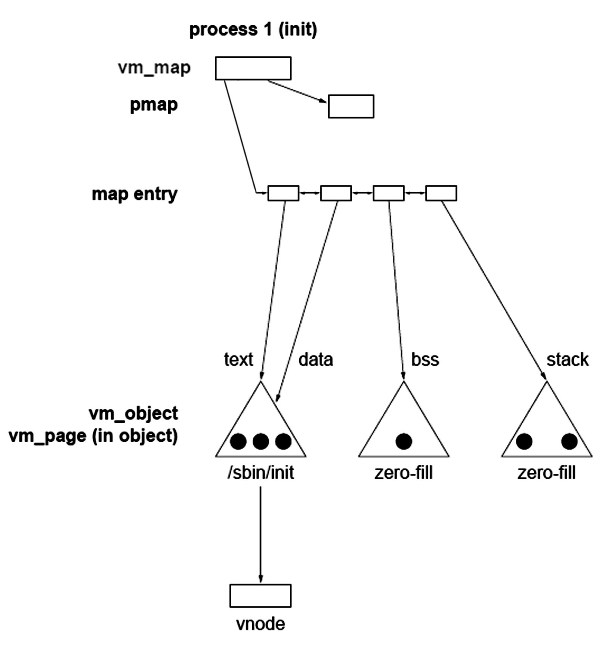 process 1 (init)
vm_map
pmap
map entry
text data bss stack
vm_object
vm_page (in object)
/sbin/init zero-fill zero-fill
vnode